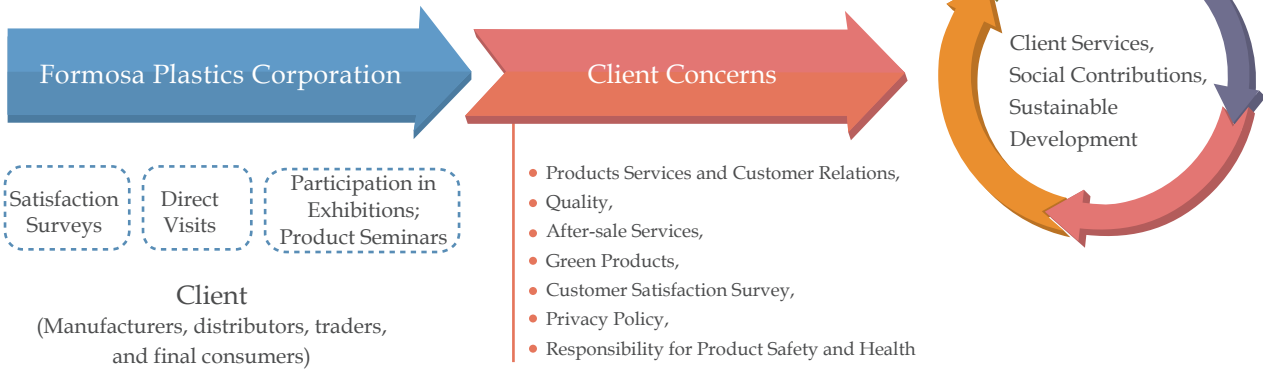 Formosa Plastics Corporation
Client Concerns
Client Services,
Social Contributions,
Sustainable
Development
Satisfaction
Surveys
Direct
Visits
Participation in
Exhibitions;
Product Seminars
Client
(Manufacturers, distributors, traders,
and final consumers)
Products Services and Customer Relations,
Quality,
After-sale Services,
Green Products,
Customer Satisfaction Survey,
Privacy Policy,
Responsibility for Product Safety and Health